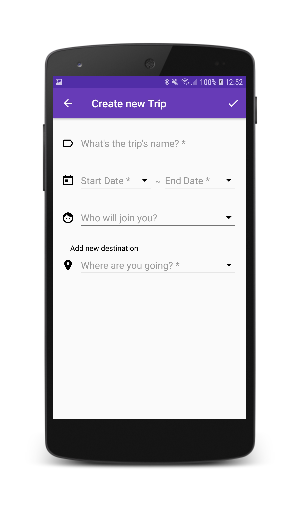 100% 12:52
Create new Trip
What's the trip's name? *
Start Date * ~ End Date *
Who will join you?
Add new destination
Where are you going? *